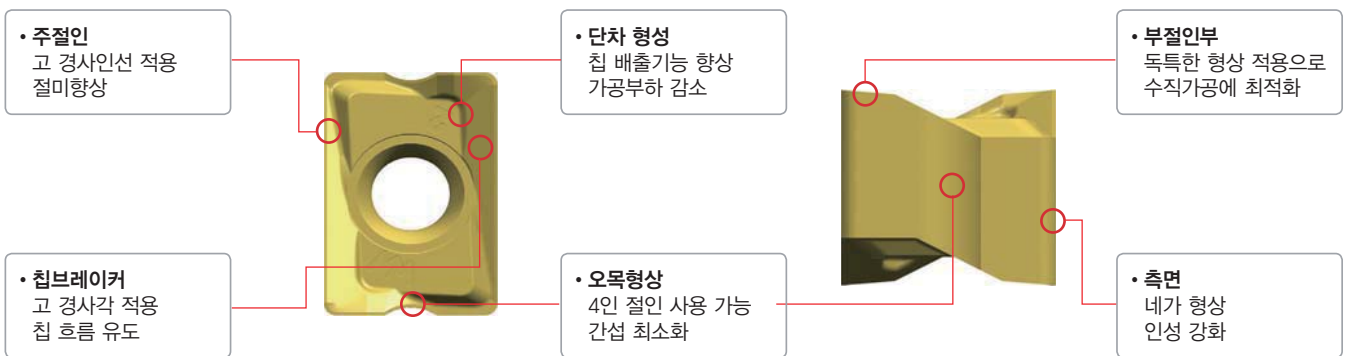 • 주절인
고 경사인선 적용
절미향상
• 단차 형성
칩 배출기능 향상
가공부하 감소
• 부절인부
독특한 형상 적용으로
수직가공에 최적화
• 칩브레이커
고 경사각 적용
칩 흐름 유도
• 오목형상
4인 절인 사용 가능
간섭 최소화
• 측면
네가 형상
인성 강화